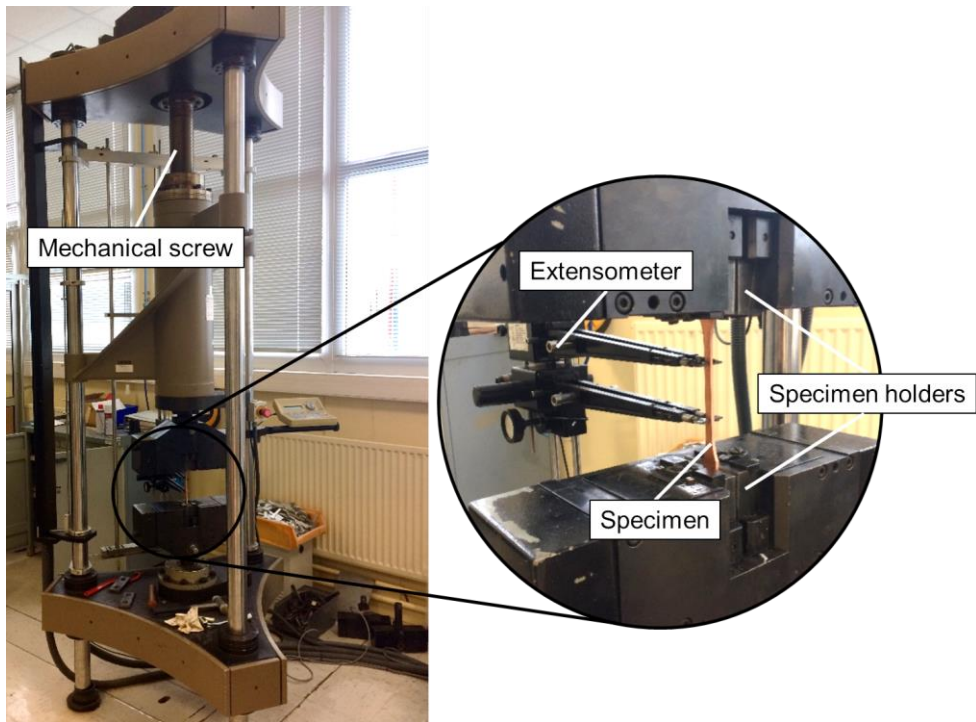 Mechanical screw
Extensometer
Specimen holders
Specimen